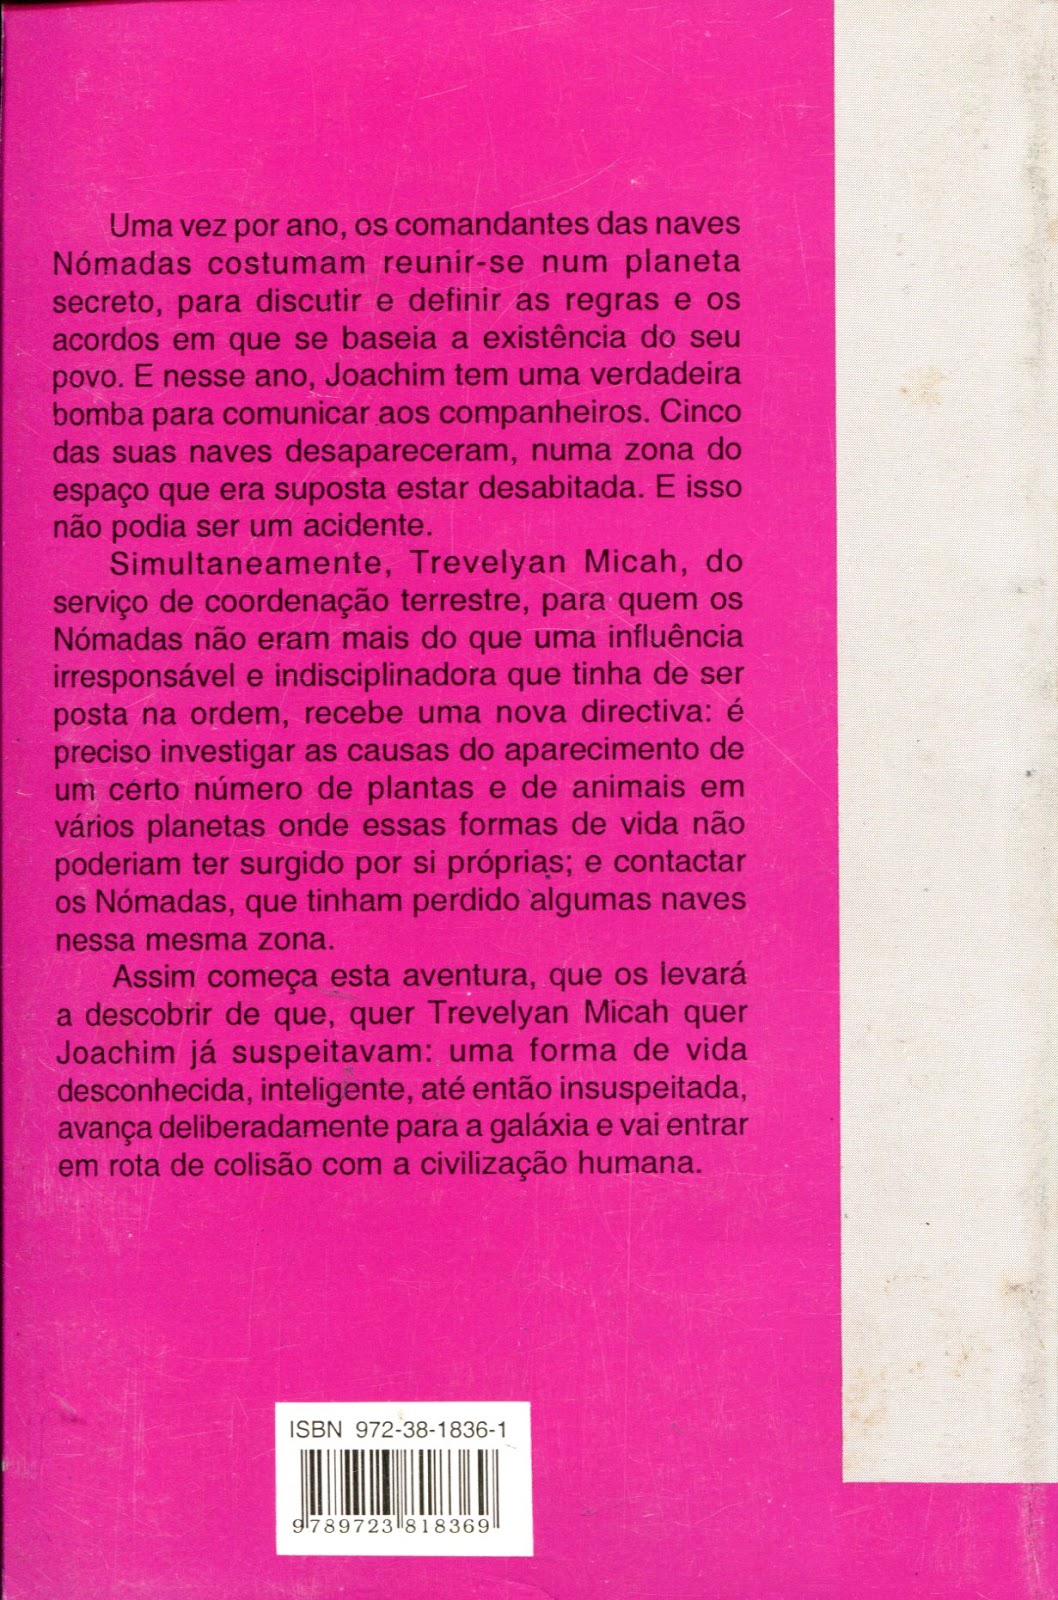 Uma vez por ano, os comandantes das naves
Nómadas costumam reunir-se num planeta
secreto, para discutir e definir as regras e os
acordos em que se baseia a existência do seu
povo. E nesse ano, Joachim tem uma verdadeira
bomba para comunicar aos companheiros. Cinco
das suas naves desapareceram, numa zona do
espaço que era suposta estar desabitada. E isso
não podia ser um acidente.
Simultaneamente, Trevelyan Micah, do
serviço de coordenação terrestre, para quem os
Nómadas não eram mais do que uma influência
irresponsável e indisciplinadora que tinha de ser
posta na ordem, recebe uma nova directiva: é
preciso investigar as causas do aparecimento de
um certo número de plantas e de animais em
vários planetas onde essas formas de vida não
poderiam ter surgido por si próprias; e contactar
os Nómadas, que tinham perdido algumas naves
nessa mesma zona.
Assim começa esta aventura, que os levará
a descobrir de que, quer Trevelyan Micah quer
Joachim já suspeitavam: uma forma de vida
desconhecida, inteligente, até então insuspeitada,
avança deliberadamente para a galáxia e vai entrar
em rota de colisão com a civilização humana.
ISBN 972-38-1836-1
9789723818369